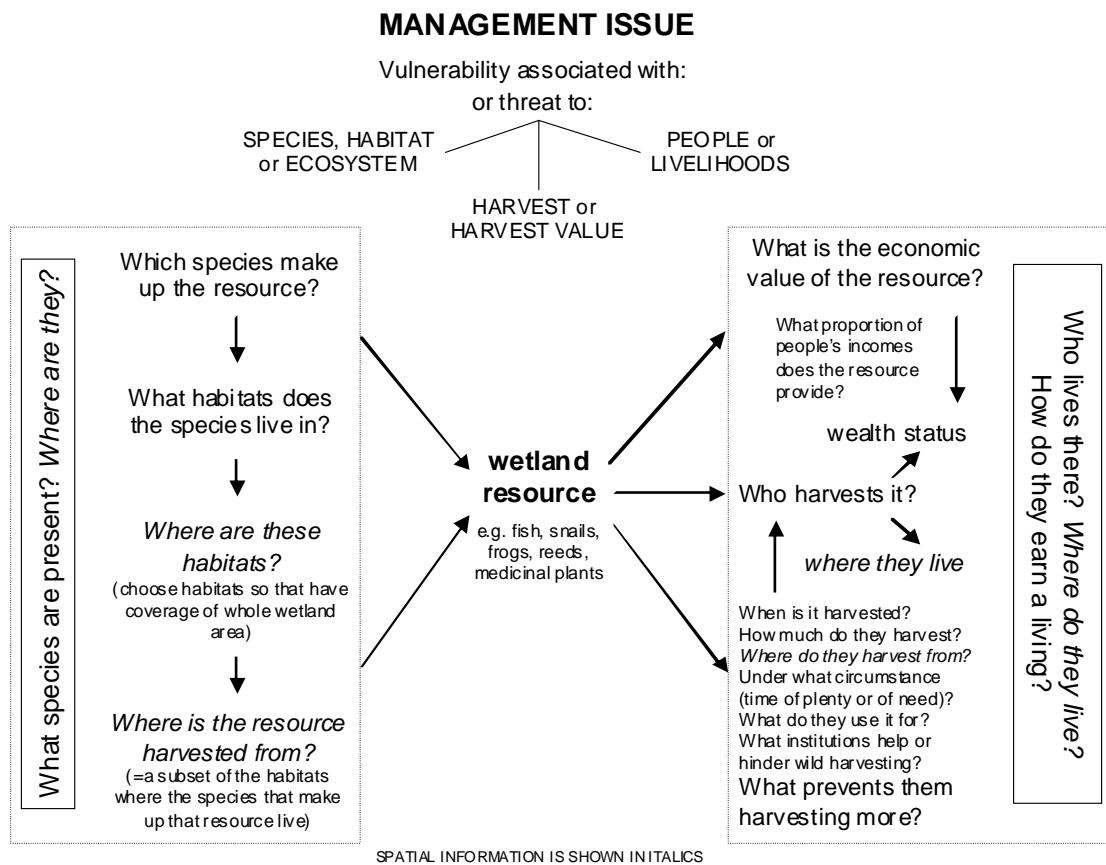 MANAGEMENT ISSUE
Vulnerability associated with:
or threat to:
SPECIES, HABITAT
or ECOSYSTEM
PEOPLE or
LIVELIHOODS
HARVEST or
HARVEST VALUE
What species are present? Where are they?
Which species make
up the resource?
What habitats does
the species live in?
Where are these
habitats?
(choose habitats so that have
coverage of whole wetland
area)
Where is the resource
harvested from?
(=a subset of the habitats
where the species that make
up that resource live)
wetland
resource
e.g. fish, snails,
frogs, reeds,
medicinal plants
What is the economic
value of the resource?
What proportion of
people's incomes
does the resource
provide?
wealth status
Who harvests it?
where they live
When is it harvested?
How much do they harvest?
Where do they harvest from?
Under what circumstance
(time of plenty or of need)?
What do they use it for?
What institutions help or
hinder wild harvesting?
What prevents them
harvesting more?
Who lives there? Where do they live?
How do they earn a living?
SPATIAL INFORMATION IS SHOWN IN ITALICS